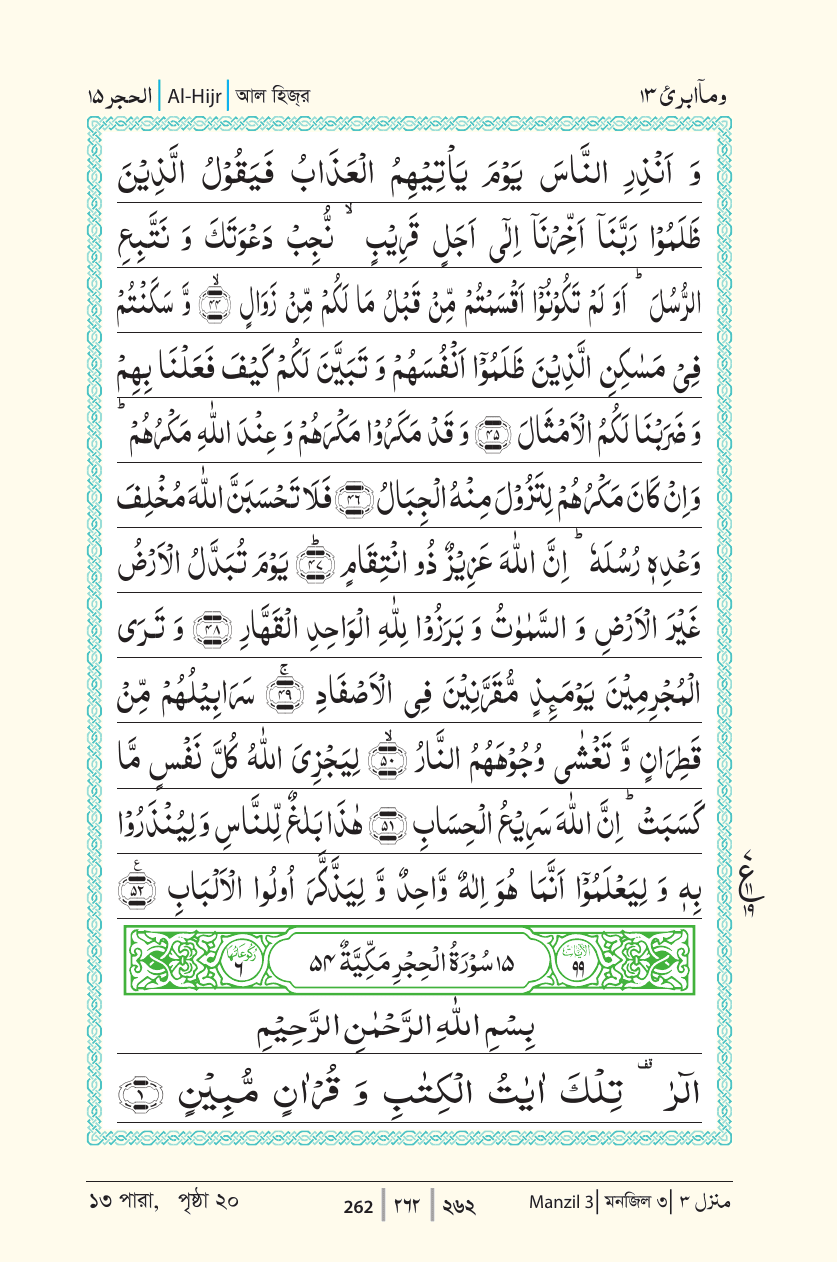 الحجر ۱۵ | Al-Hijr | আল হিজ্‌র
ومآابرئ ۱۳
وَ اَنْذِرِ النَّاسَ يَوْمَ يَاْتِيْهِمُ الْعَذَابُ فَيَقُوْلُ الَّذِيْنَ
ظَلَمُوْا رَبَّنَاۤ اَخِّرْنَاۤ اِلٰۤى اَجَلٍ قَرِيْبٍ ۙ نُّجِبْ دَعْوَتَكَ وَ نَتَّبِعِ
الرُّسُلَ ؕ اَوَ لَمْ تَكُوْنُوْۤا اَقْسَمْتُمْ مِّنْ قَبْلُ مَا لَكُمْ مِّنْ زَوَالٍ ۙ﴿۴۴﴾ وَّ سَكَنْتُمْ
فِيْ مَسٰكِنِ الَّذِيْنَ ظَلَمُوْۤا اَنْفُسَهُمْ وَ تَبَيَّنَ لَكُمْ كَيْفَ فَعَلْنَا بِهِمْ
وَ ضَرَبْنَا لَكُمُ الْاَمْثَالَ ﴿۴۵﴾ وَ قَدْ مَكَرُوْا مَكْرَهُمْ وَ عِنْدَ اللّٰهِ مَكْرُهُمْ ؕ
وَاِنْ كَانَ مَكْرُهُمْ لِتَزُوْلَ مِنْهُ الْجِبَالُ ﴿۴۶﴾ فَلَا تَحْسَبَنَّ اللّٰهَ مُخْلِفَ
وَعْدِهٖ رُسُلَهٗ ؕ اِنَّ اللّٰهَ عَزِيْزٌ ذُو انْتِقَامٍ ؕ﴿۴۷﴾ يَوْمَ تُبَدَّلُ الْاَرْضُ
غَيْرَ الْاَرْضِ وَ السَّمٰوٰتُ وَ بَرَزُوْا لِلّٰهِ الْوَاحِدِ الْقَهَّارِ ﴿۴۸﴾ وَ تَرَى
الْمُجْرِمِيْنَ يَوْمَىِٕذٍ مُّقَرَّنِيْنَ فِى الْاَصْفَادِ ۚ﴿۴۹﴾ سَرَابِيْلُهُمْ مِّنْ
قَطِرَانٍ وَّ تَغْشٰى وُجُوْهَهُمُ النَّارُ ۙ﴿۵۰﴾ لِيَجْزِىَ اللّٰهُ كُلَّ نَفْسٍ مَّا
كَسَبَتْ ؕ اِنَّ اللّٰهَ سَرِيْعُ الْحِسَابِ ﴿۵۱﴾ هٰذَا بَلٰغٌ لِّلنَّاسِ وَلِيُنْذَرُوْا
بِهٖ وَ لِيَعْلَمُوْۤا اَنَّمَا هُوَ اِلٰهٌ وَّاحِدٌ وَّ لِيَذَّكَّرَ اُولُوا الْاَلْبَابِ ﴿۵۲﴾ع
ع ۷ ۱۱ ۱۹
الآياتها ۹۹ ۱۵ سُوْرَةُ الْحِجْرِ مَكِّيَّةٌ ۵۴ رُكُوْعَاتُهَا ۶
بِسْمِ اللّٰهِ الرَّحْمٰنِ الرَّحِيْمِ
الٓرٰ ۫ تِلْكَ اٰيٰتُ الْكِتٰبِ وَ قُرْاٰنٍ مُّبِيْنٍ ﴿۱﴾
১৩ পারা, পৃষ্ঠা ২০
262 | ۲۶۲ | ২৬২
Manzil 3 | মনজিল ৩ | منزل ۳